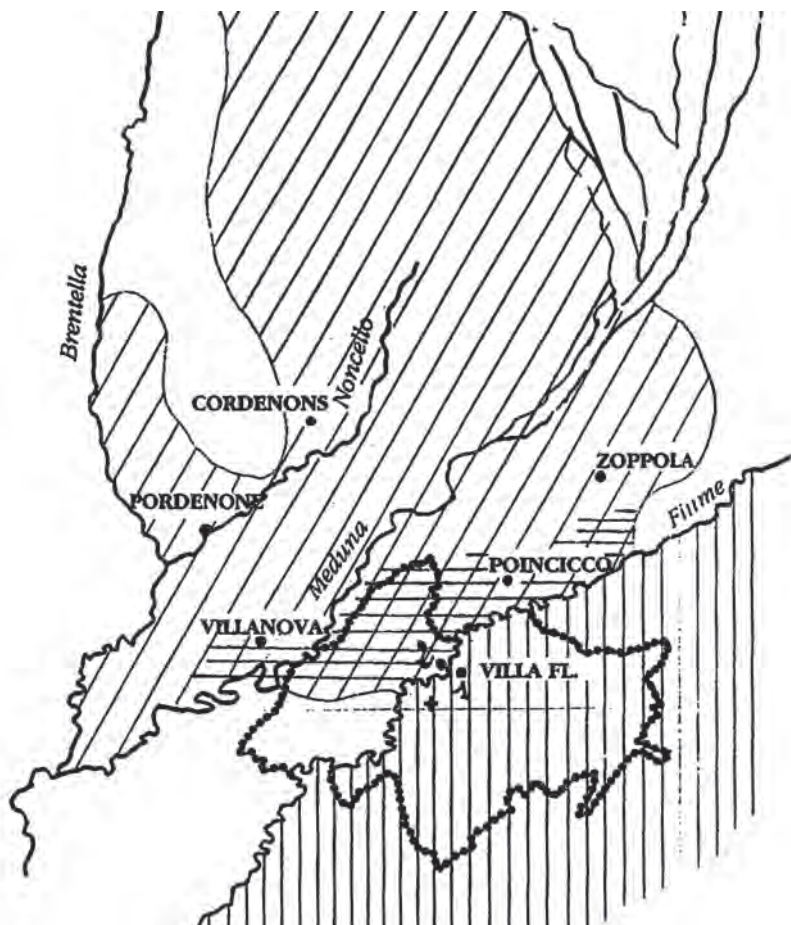 Brentella
Noncello
CORDENONS
ZOPPOLA
PORDENONE
Fiume
Meduna
POINCICCO
VILLANOVA
VILLA FL.